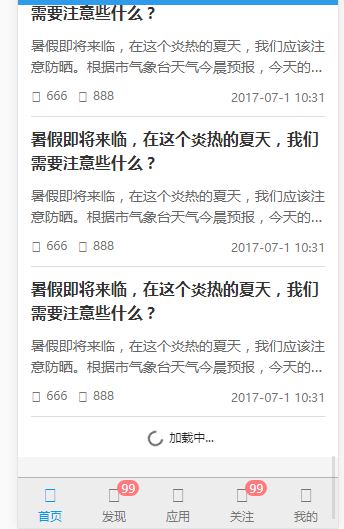 需要注意些什么？
暑假即将来临，在这个炎热的夏天，我们应该注
意防晒。根据市气象台天气今晨预报，今天的...
666 888 2017-07-1 10:31
暑假即将来临，在这个炎热的夏天，我们
需要注意些什么？
暑假即将来临，在这个炎热的夏天，我们应该注
意防晒。根据市气象台天气今晨预报，今天的...
666 888 2017-07-1 10:31
暑假即将来临，在这个炎热的夏天，我们
需要注意些什么？
暑假即将来临，在这个炎热的夏天，我们应该注
意防晒。根据市气象台天气今晨预报，今天的...
666 888 2017-07-1 10:31
加载中...
99 99
首页 发现 应用 关注 我的